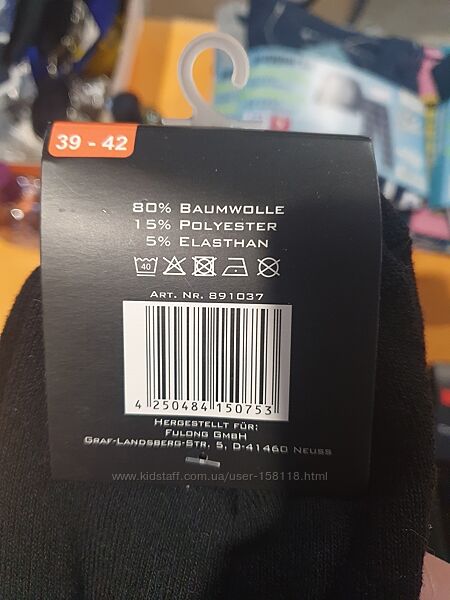 39 - 42
80% BAUMWOLLE
15% POLYESTER
5% ELASTHAN
40
ART. NR. 891037
4 250484 150753
HERGESTELLT FÜR:
FULONG GMBH
GRAF-LANDSBERG-STR. 5, D-41460 NEUSS
www.kidstaff.com.ua/user-158118.html